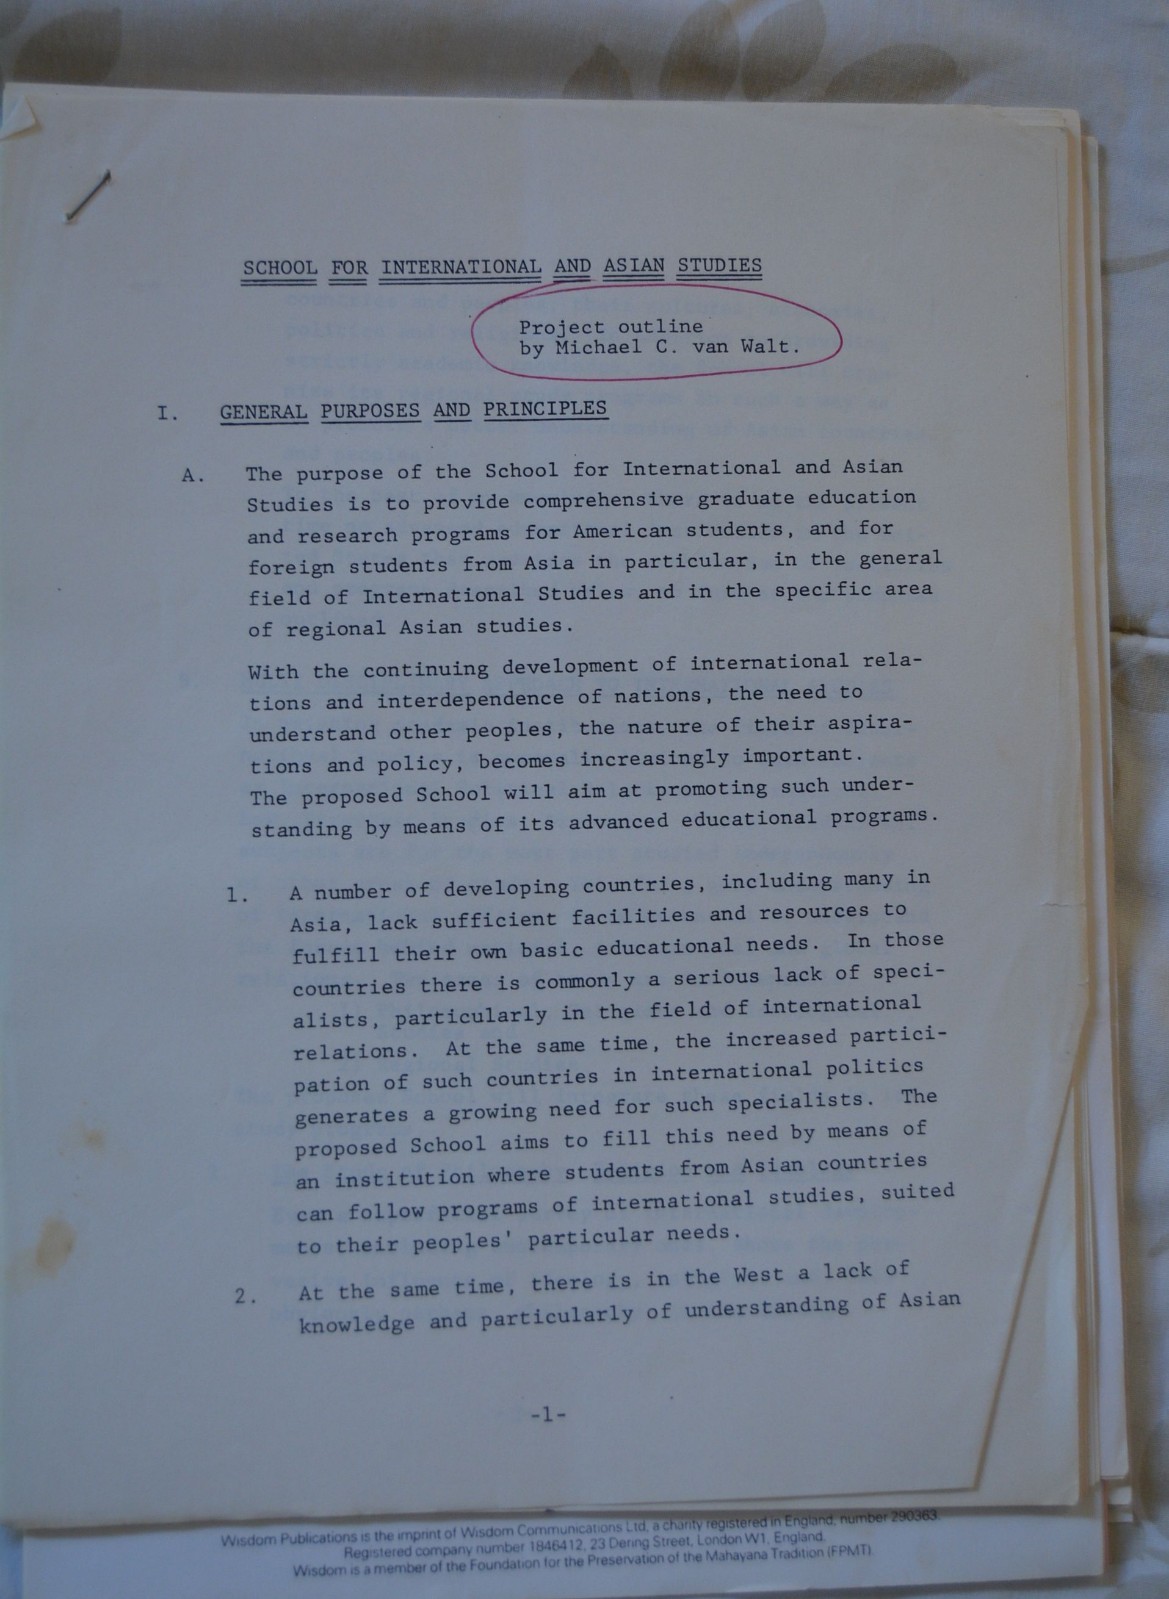 SCHOOL FOR INTERNATIONAL AND ASIAN STUDIES
Project outline
by Michael C. van Walt.
I. GENERAL PURPOSES AND PRINCIPLES
A. The purpose of the School for International and Asian
Studies is to provide comprehensive graduate education
and research programs for American students, and for
foreign students from Asia in particular, in the general
field of International Studies and in the specific area
of regional Asian studies.
With the continuing development of international rela-
tions and interdependence of nations, the need to
understand other peoples, the nature of their aspira-
tions and policy, becomes increasingly important.
The proposed School will aim at promoting such under-
standing by means of its advanced educational programs.
1. A number of developing countries, including many in
Asia, lack sufficient facilities and resources to
fulfill their own basic educational needs. In those
countries there is commonly a serious lack of speci-
alists, particularly in the field of international
relations. At the same time, the increased partici-
pation of such countries in international politics
generates a growing need for such specialists. The
proposed School aims to fill this need by means of
an institution where students from Asian countries
can follow programs of international studies, suited
to their peoples' particular needs.
2. At the same time, there is in the West a lack of
knowledge and particularly of understanding of Asian
-1-
Wisdom Publications is the imprint of Wisdom Communications Ltd, a charity registered in England, number 290363.
Registered company number 1846412, 23 Dering Street, London W1, England.
Wisdom is a member of the Foundation for the Preservation of the Mahayana Tradition (FPMT)